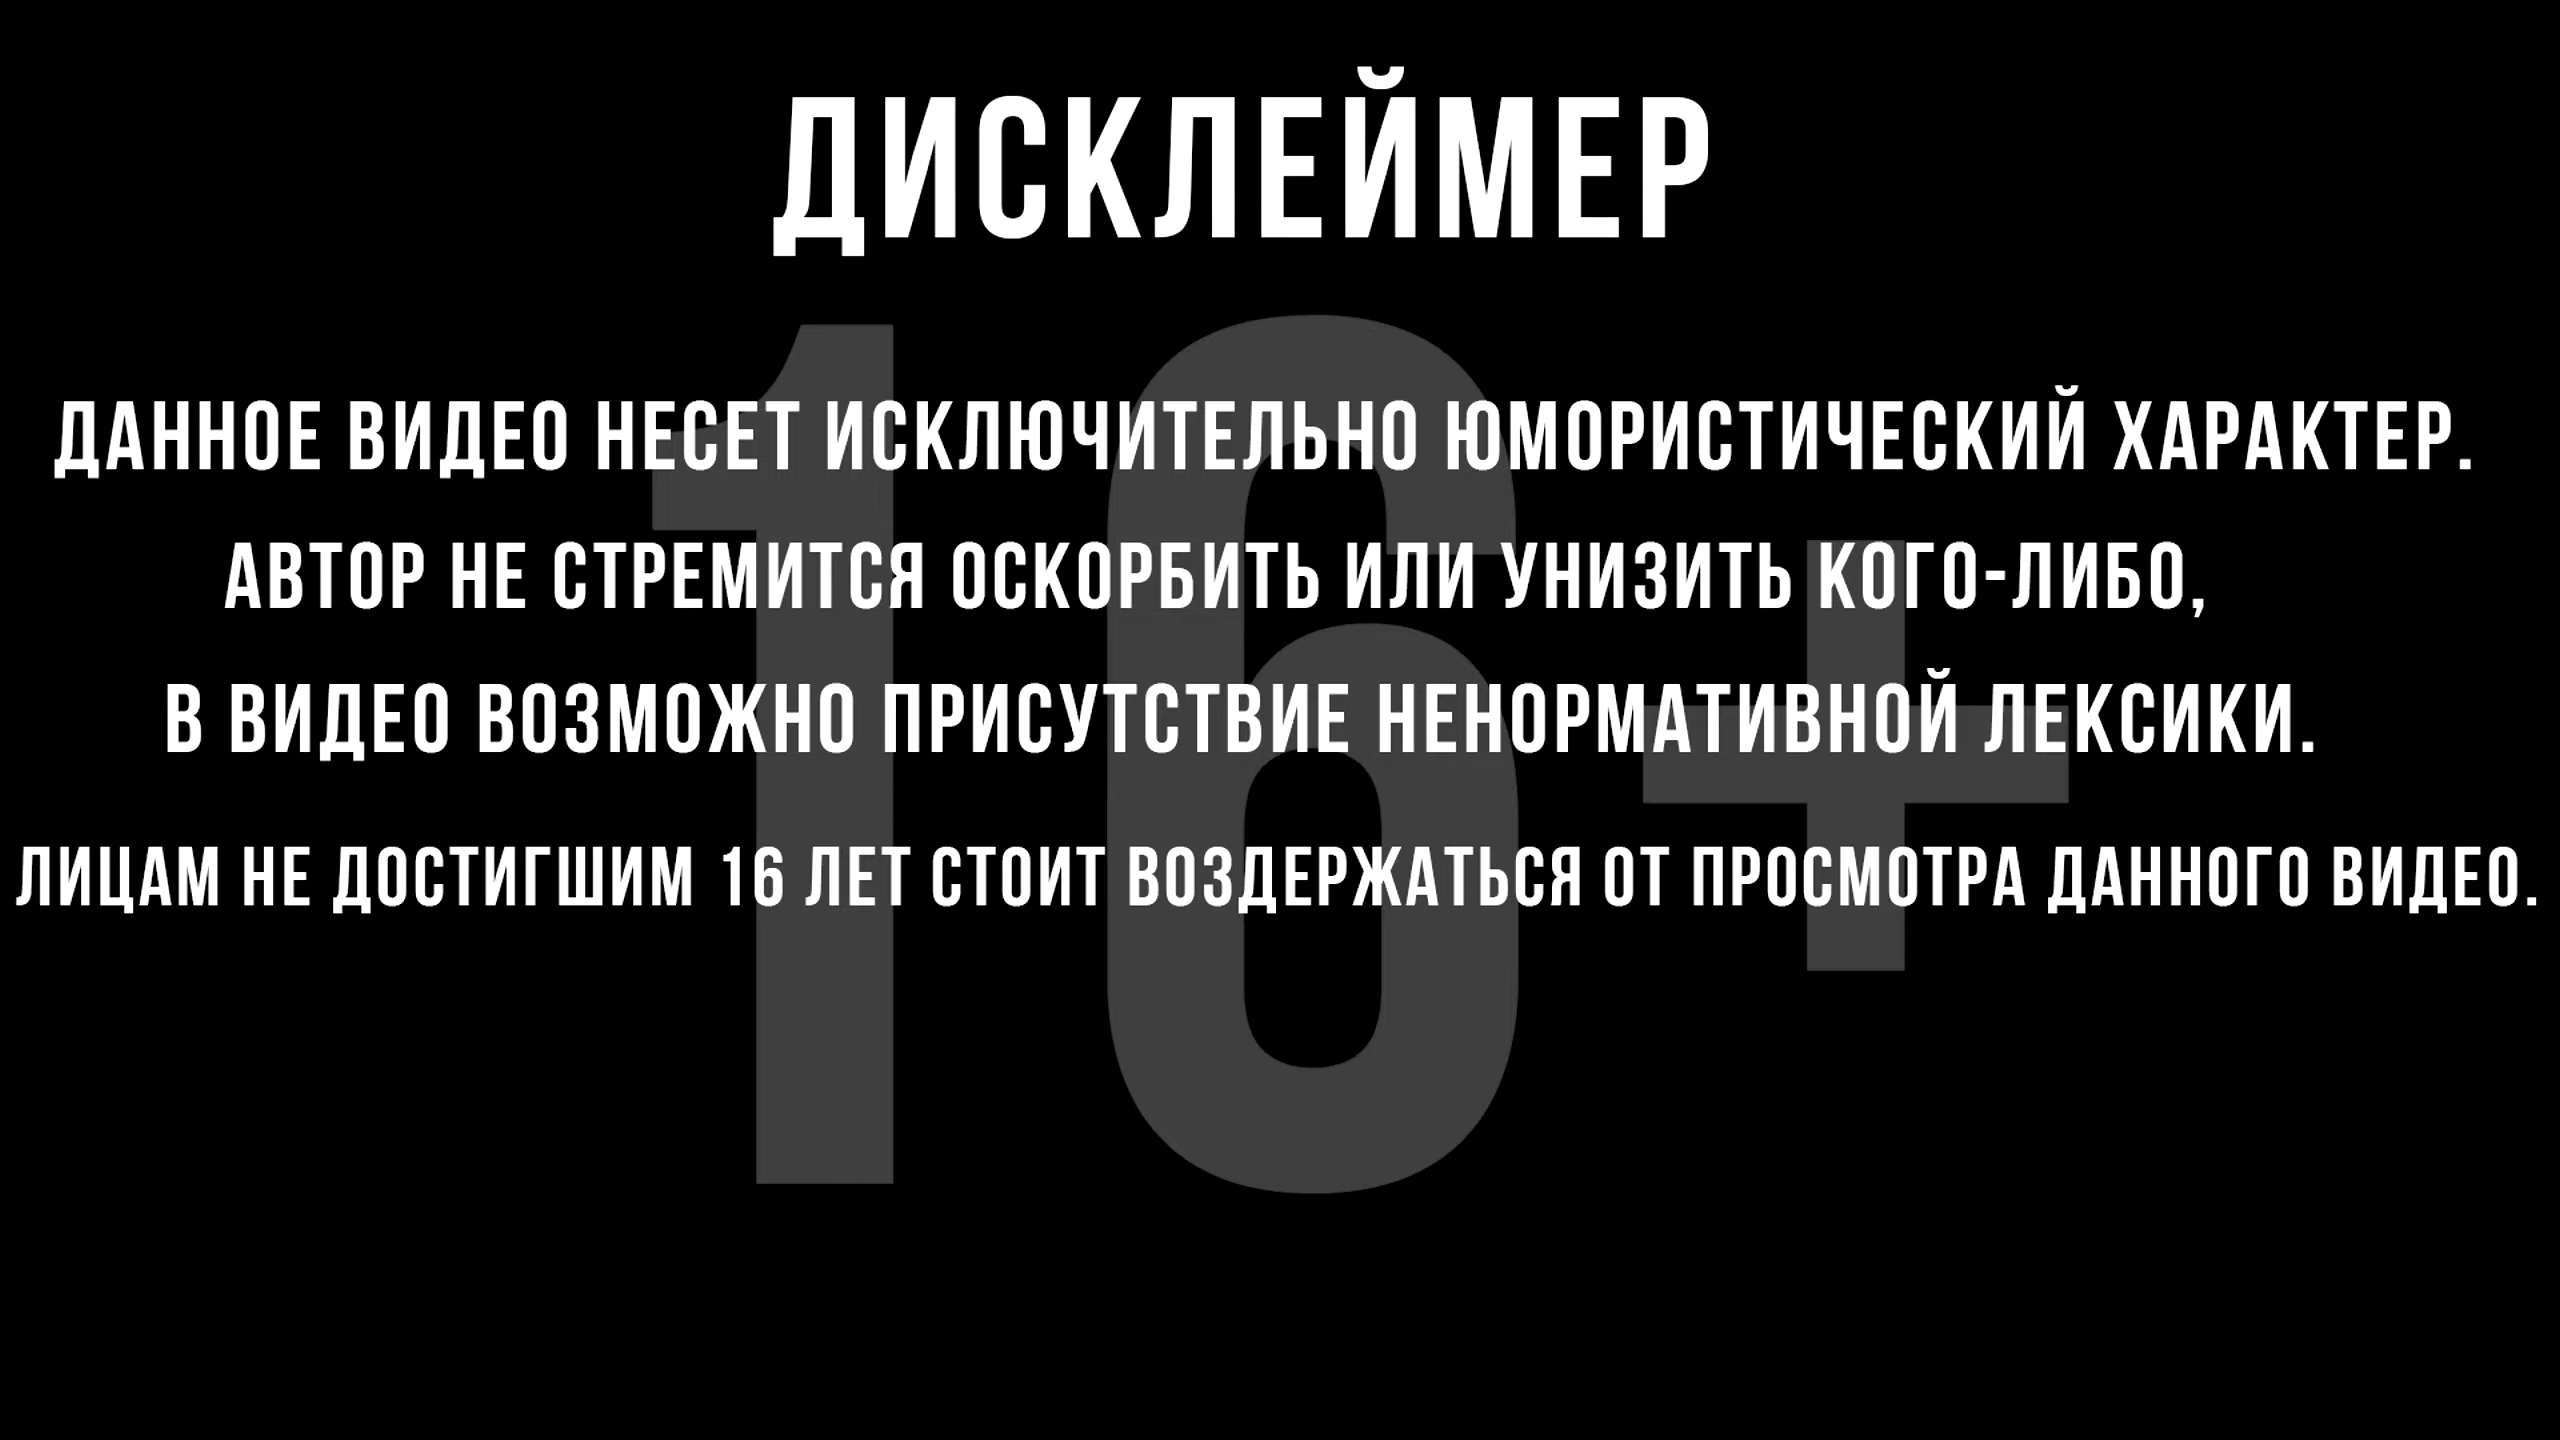 ДИСКЛЕЙМЕР
ДАННОЕ ВИДЕО НЕСЕТ ИСКЛЮЧИТЕЛЬНО ЮМОРИСТИЧЕСКИЙ ХАРАКТЕР.
АВТОР НЕ СТРЕМИТСЯ ОСКОРБИТЬ ИЛИ УНИЗИТЬ КОГО-ЛИБО,
В ВИДЕО ВОЗМОЖНО ПРИСУТСТВИЕ НЕНОРМАТИВНОЙ ЛЕКСИКИ.
ЛИЦАМ НЕ ДОСТИГШИМ 16 ЛЕТ СТОИТ ВОЗДЕРЖАТЬСЯ ОТ ПРОСМОТРА ДАННОГО ВИДЕО.
16+